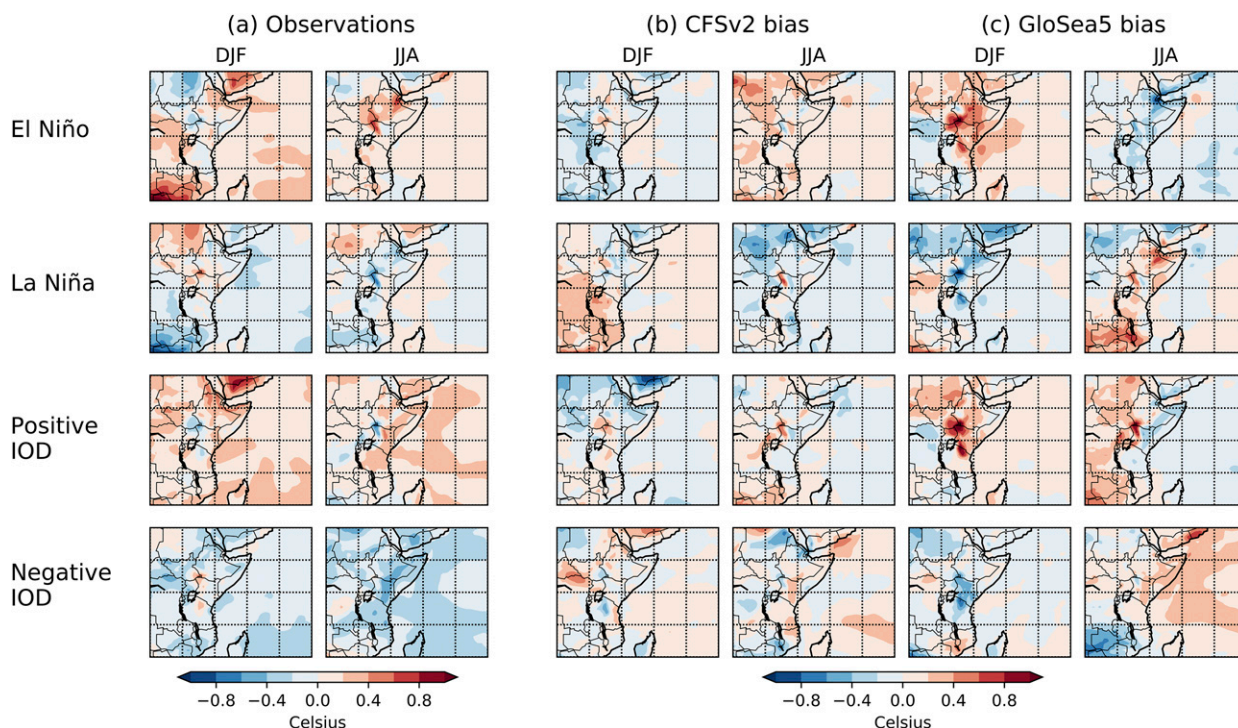 (a) Observations (b) CFSv2 bias (c) GloSea5 bias
DJF JJA DJF JJA DJF JJA
El Niño
La Niña
Positive
IOD
Negative
IOD
−0.8 −0.4 0.0 0.4 0.8 −0.8 −0.4 0.0 0.4 0.8
Celsius Celsius